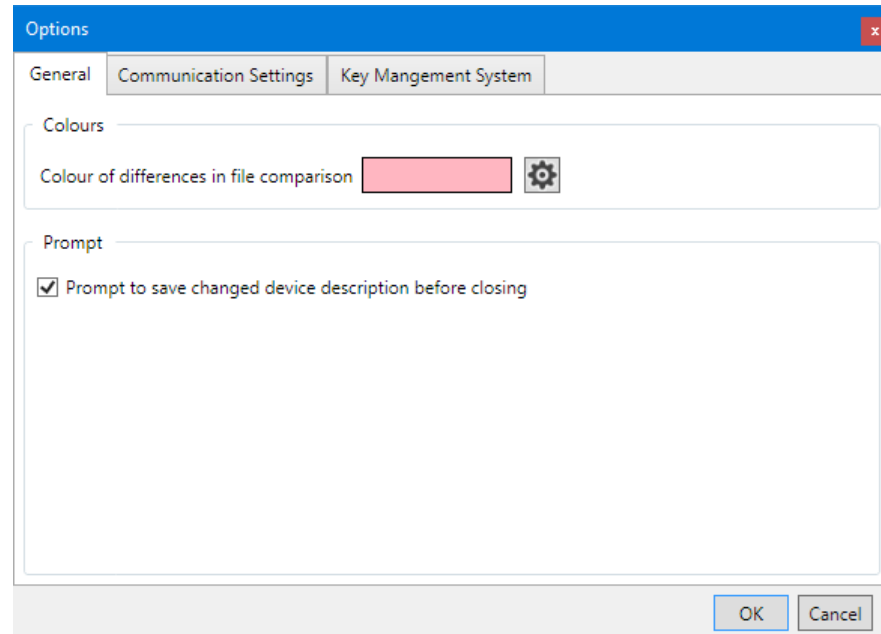 Options
x
General Communication Settings Key Mangement System
Colours
Colour of differences in file comparison
Prompt
Prompt to save changed device description before closing
OK Cancel